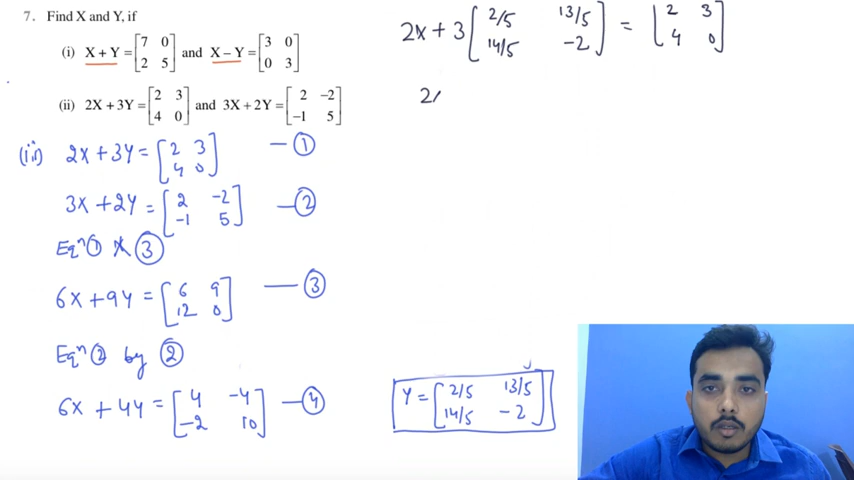 7. Find X and Y, if
(i) X + Y = [7 0; 2 5] and X – Y = [3 0; 0 3]
(ii) 2X + 3Y = [2 3; 4 0] and 3X + 2Y = [2 –2; –1 5]
(ii) 2X + 3Y = [2 3; 4 0] — ①
3X + 2Y = [2 -2; -1 5] — ②
Eqⁿ ① × ③
6X + 9Y = [6 9; 12 0] — ③
Eqⁿ ② by ②
6X + 4Y = [4 -4; -2 10] — ④
2X + 3 [2/5 13/5; 14/5 -2] = [2 3; 4 0]
Y = [2/5 13/5; 14/5 -2]